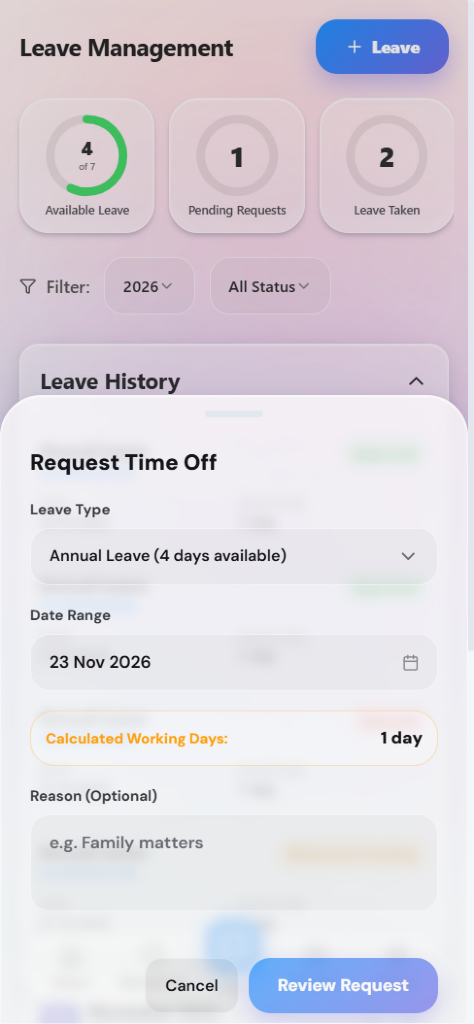 Leave Management
+ Leave
4
of 7
Available Leave
1
Pending Requests
2
Leave Taken
Filter:
2026
All Status
Leave History
Request Time Off
Leave Type
Annual Leave (4 days available)
Date Range
23 Nov 2026
Calculated Working Days:
1 day
Reason (Optional)
e.g. Family matters
Cancel
Review Request